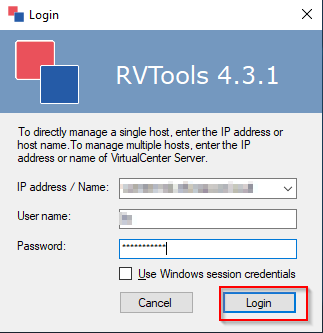 Login
RVTools 4.3.1
To directly manage a single host, enter the IP address or
host name.To manage multiple hosts, enter the IP
address or name of VirtualCenter Server.
IP address / Name:
User name:
Password: ***********
Use Windows session credentials
Cancel Login